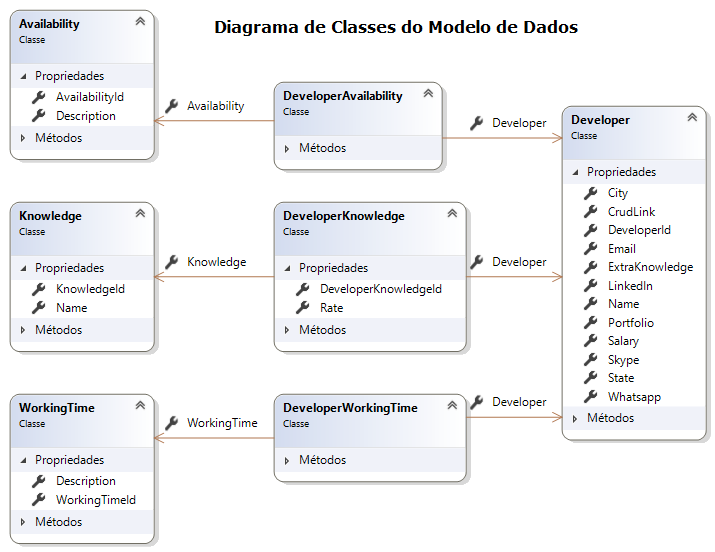 Diagrama de Classes do Modelo de Dados
Availability
Classe
Propriedades
AvailabilityId
Description
Métodos
Availability
DeveloperAvailability
Classe
Métodos
Developer
Developer
Classe
Propriedades
City
CrudLink
DeveloperId
Email
ExtraKnowledge
LinkedIn
Name
Portfolio
Salary
Skype
State
Whatsapp
Métodos
Knowledge
Classe
Propriedades
KnowledgeId
Name
Métodos
Knowledge
DeveloperKnowledge
Classe
Propriedades
DeveloperKnowledgeId
Rate
Métodos
Developer
WorkingTime
Classe
Propriedades
Description
WorkingTimeId
Métodos
WorkingTime
DeveloperWorkingTime
Classe
Métodos
Developer